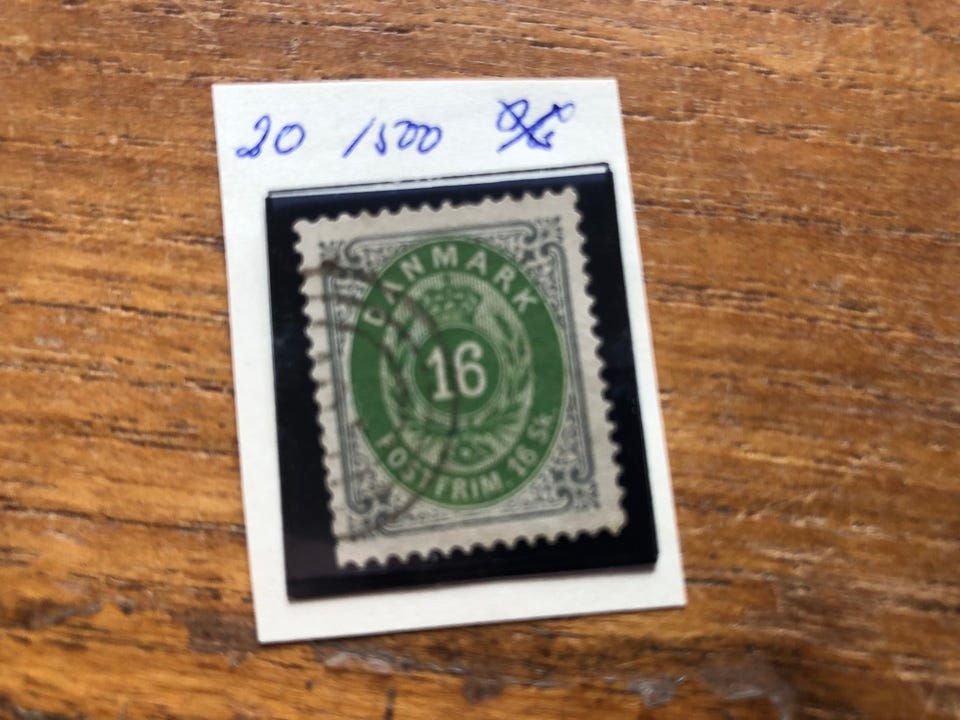 20 1500
DANMARK
16
POSTFRIM. 16 Sk.